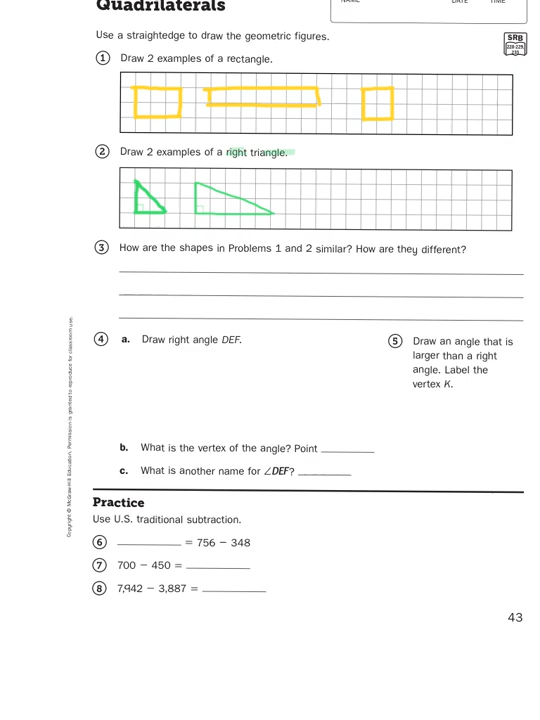 Quadrilaterals
NAME DATE TIME
Use a straightedge to draw the geometric figures.
SRB
228-229,
① Draw 2 examples of a rectangle.
② Draw 2 examples of a right triangle.
③ How are the shapes in Problems 1 and 2 similar? How are they different?
④ a. Draw right angle DEF.
⑤ Draw an angle that is
larger than a right
angle. Label the
vertex K.
b. What is the vertex of the angle? Point
c. What is another name for ∠DEF?
Copyright © McGraw-Hill Education. Permission is granted to reproduce for classroom use.
Practice
Use U.S. traditional subtraction.
⑥ = 756 − 348
⑦ 700 − 450 =
⑧ 7,942 − 3,887 =
43